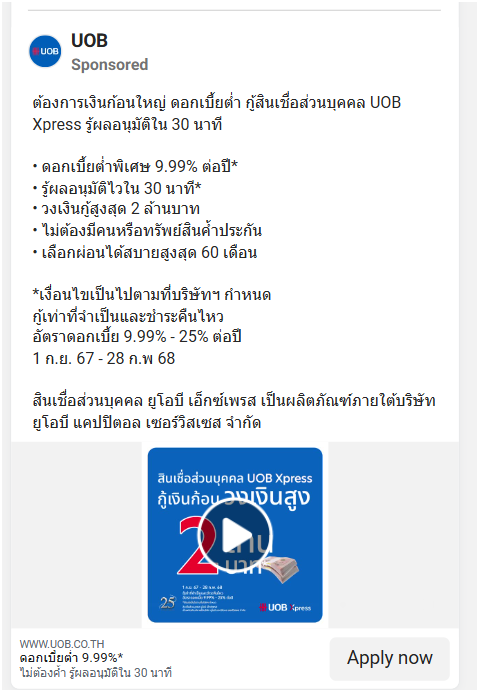 UOB
UOB
Sponsored
ต้องการเงินก้อนใหญ่ ดอกเบี้ยต่ำ กู้สินเชื่อส่วนบุคคล UOB
Xpress รู้ผลอนุมัติใน 30 นาที
• ดอกเบี้ยต่ำพิเศษ 9.99% ต่อปี*
• รู้ผลอนุมัติไวใน 30 นาที*
• วงเงินกู้สูงสุด 2 ล้านบาท
• ไม่ต้องมีคนหรือทรัพย์สินค้ำประกัน
• เลือกผ่อนได้สบายสูงสุด 60 เดือน
*เงื่อนไขเป็นไปตามที่บริษัทฯ กำหนด
กู้เท่าที่จำเป็นและชำระคืนไหว
อัตราดอกเบี้ย 9.99% - 25% ต่อปี
1 ก.ย. 67 - 28 ก.พ 68
สินเชื่อส่วนบุคคล ยูโอบี เอ็กซ์เพรส เป็นผลิตภัณฑ์ภายใต้บริษัท
ยูโอบี แคปปิตอล เซอร์วิสเซส จำกัด
สินเชื่อส่วนบุคคล UOB Xpress
กู้เงินก้อน วงเงินสูง
2 ล้าน
บาท
1 ก.ย. 67 - 28 ก.พ. 68
25
UOB Xpress
WWW.UOB.CO.TH
ดอกเบี้ยต่ำ 9.99%*
ไม่ต้องค้ำ รู้ผลอนุมัติใน 30 นาที
Apply now